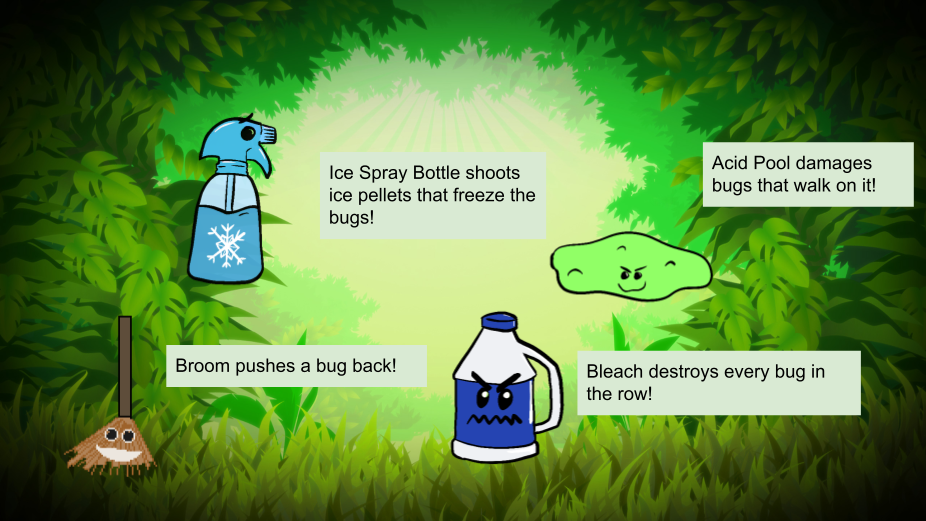 Ice Spray Bottle shoots
ice pellets that freeze the
bugs!
Acid Pool damages
bugs that walk on it!
Broom pushes a bug back!
Bleach destroys every bug in
the row!